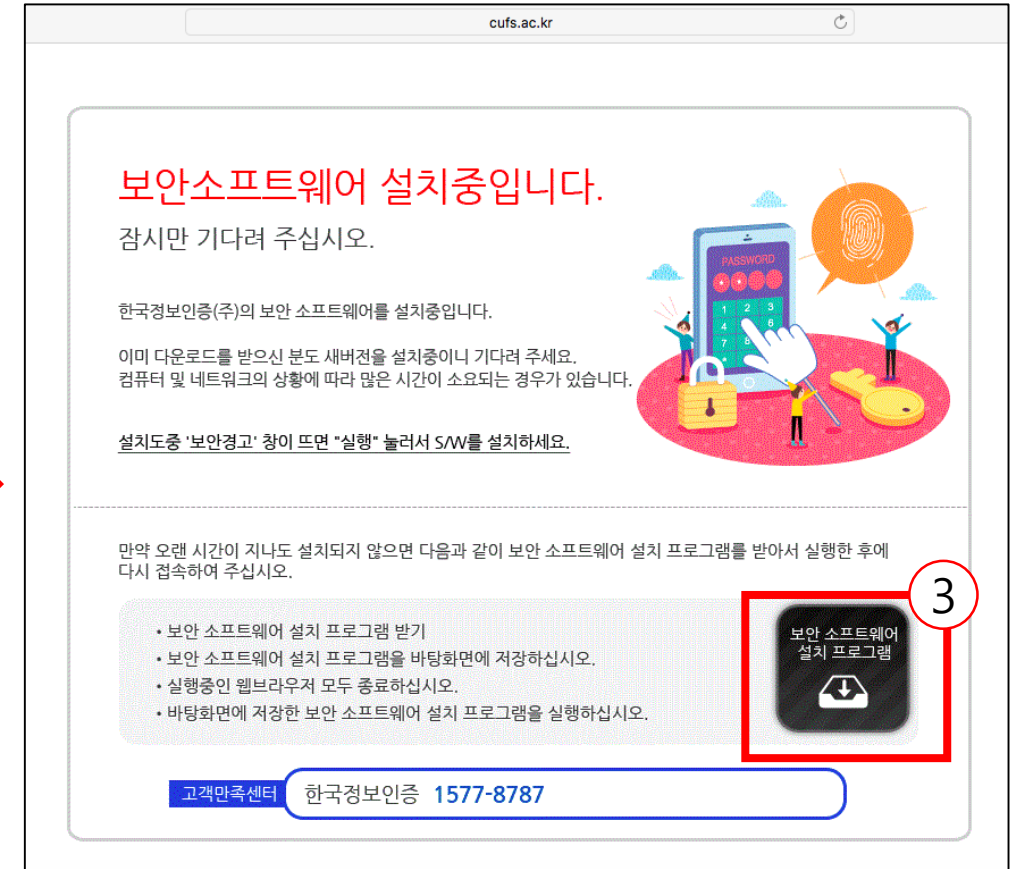 cufs.ac.kr
보안소프트웨어 설치중입니다.
잠시만 기다려 주십시오.
한국정보인증(주)의 보안 소프트웨어를 설치중입니다.
이미 다운로드를 받으신 분도 새버전을 설치중이니 기다려 주세요.
컴퓨터 및 네트워크의 상황에 따라 많은 시간이 소요되는 경우가 있습니다.
설치도중 '보안경고' 창이 뜨면 "실행" 눌러서 S/W를 설치하세요.
PASSWORD
1 2 3
4 6
7 8
*
만약 오랜 시간이 지나도 설치되지 않으면 다음과 같이 보안 소프트웨어 설치 프로그램를 받아서 실행한 후에
다시 접속하여 주십시오.
3
• 보안 소프트웨어 설치 프로그램 받기
• 보안 소프트웨어 설치 프로그램을 바탕화면에 저장하십시오.
• 실행중인 웹브라우저 모두 종료하십시오.
• 바탕화면에 저장한 보안 소프트웨어 설치 프로그램을 실행하십시오.
보안 소프트웨어
설치 프로그램
고객만족센터 한국정보인증 1577-8787